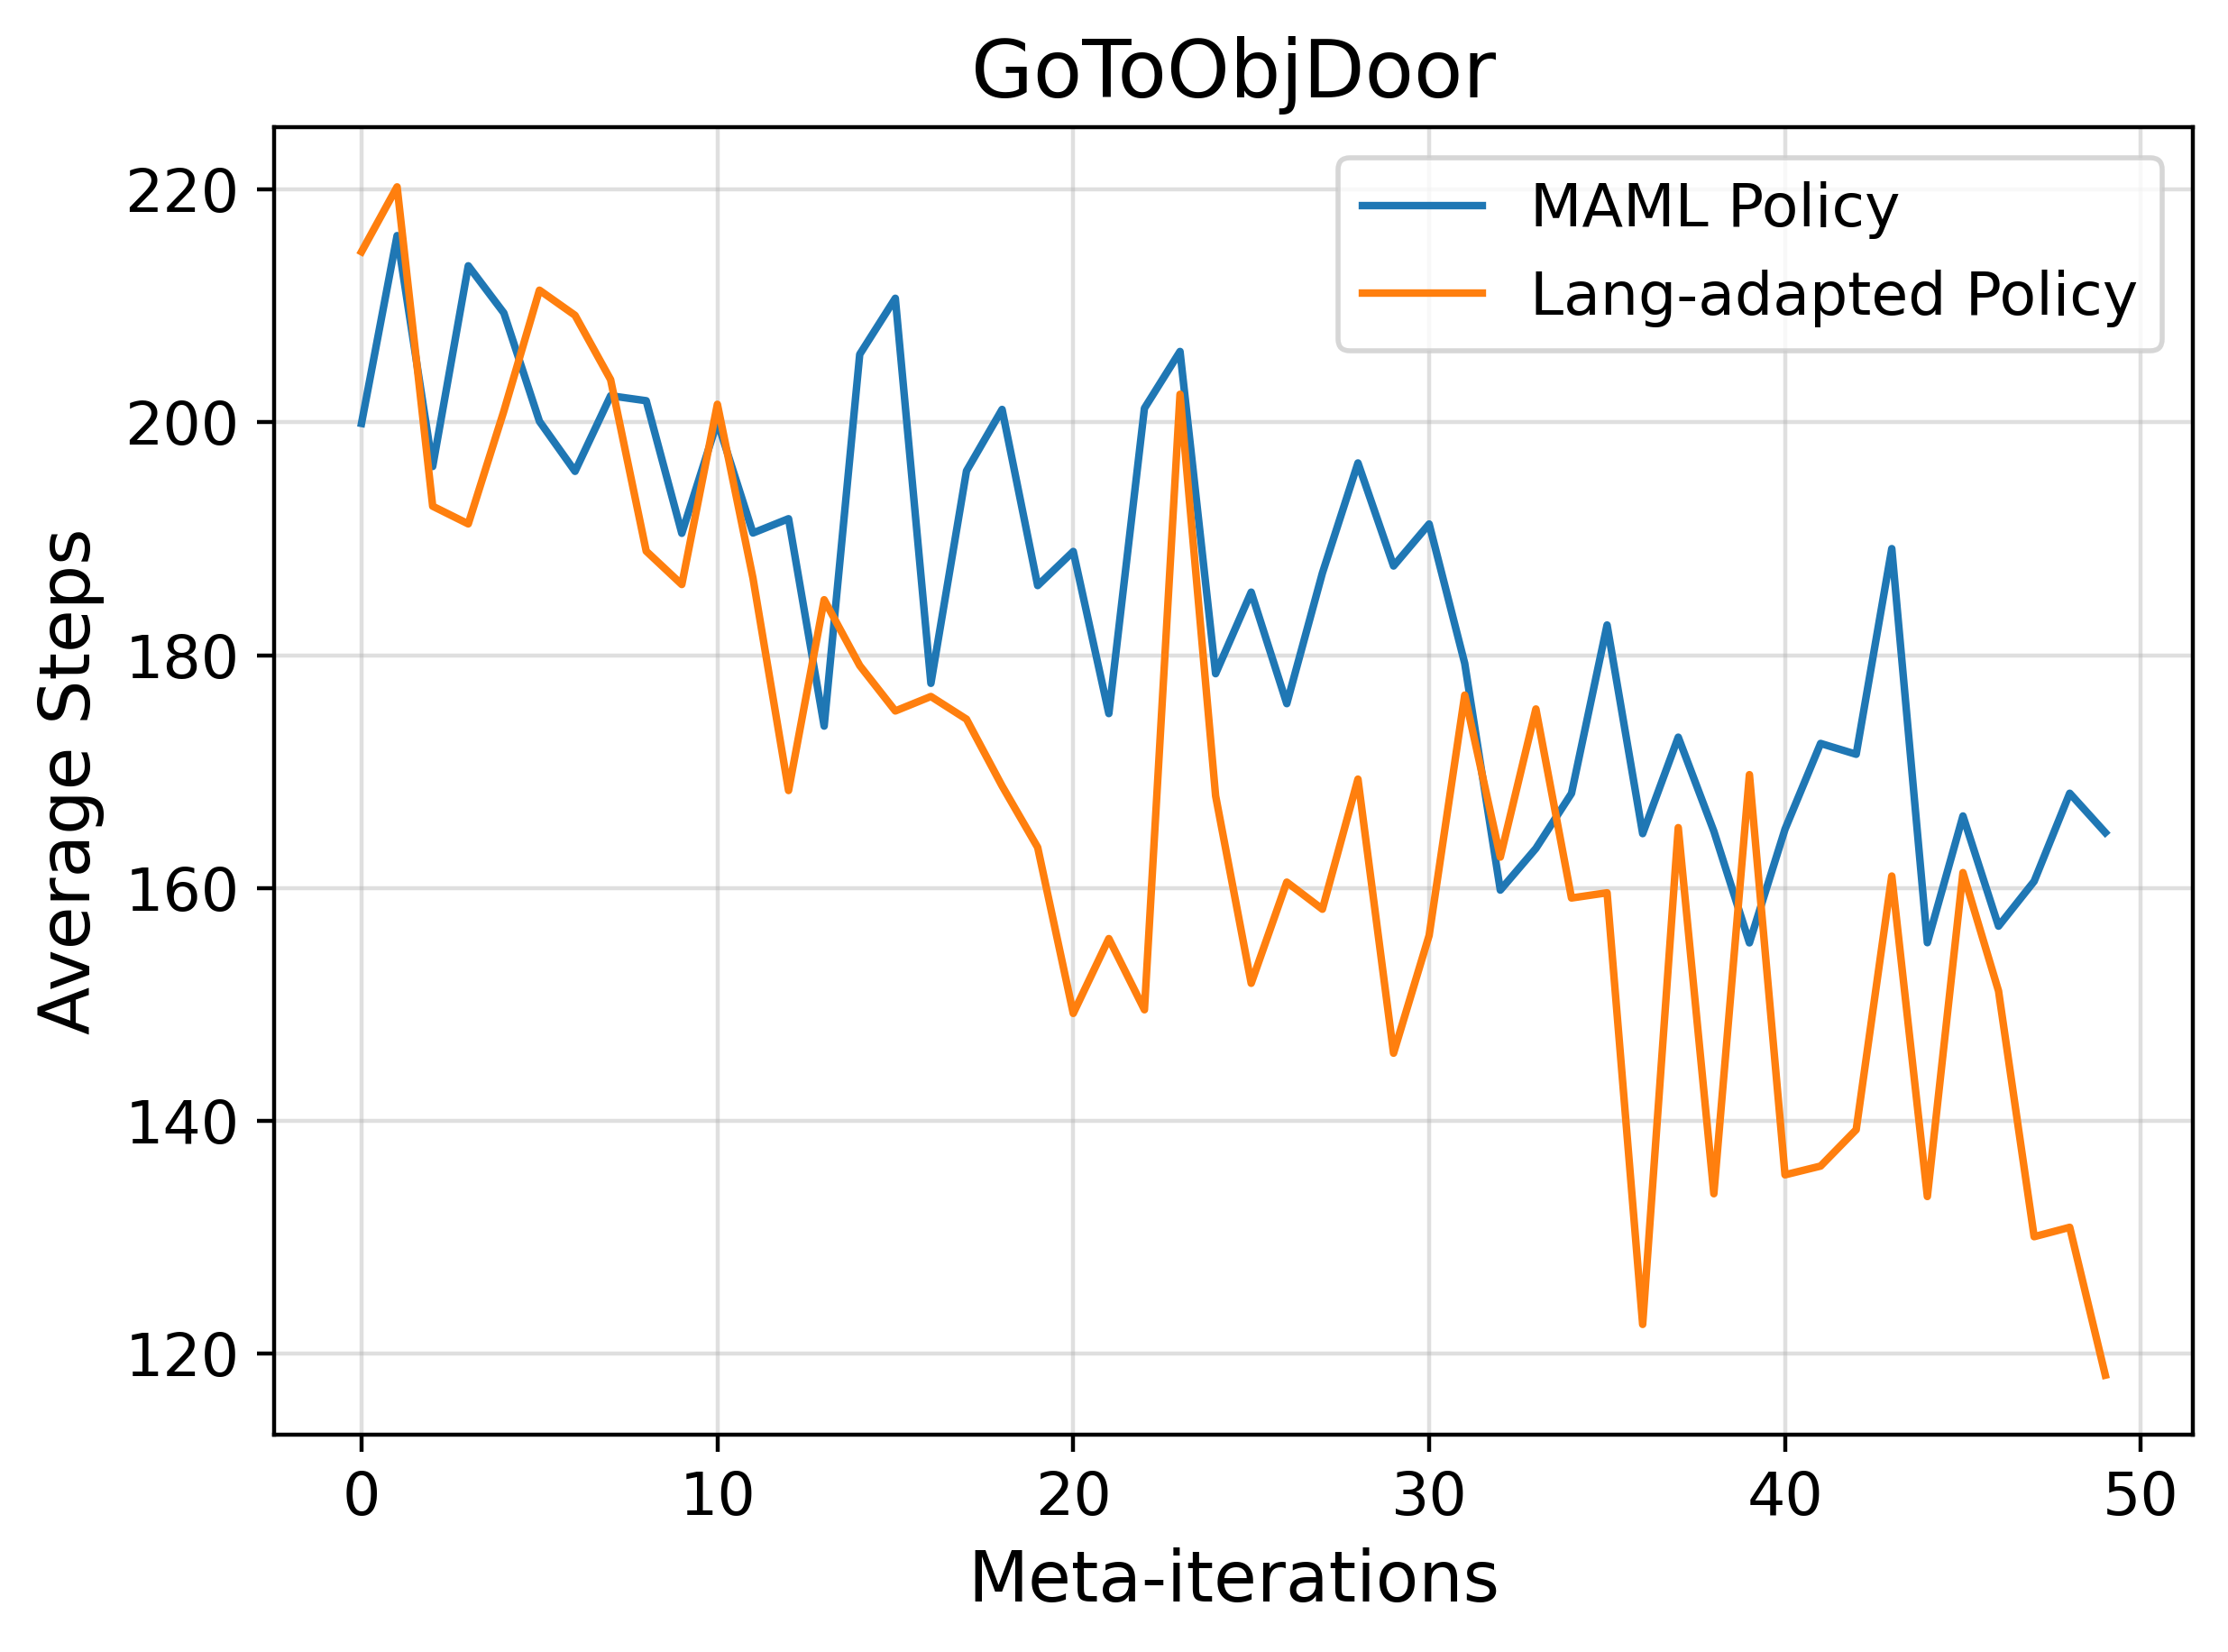 GoToObjDoor
MAML Policy
Lang-adapted Policy
220
200
180
160
140
120
Average Steps
0 10 20 30 40 50
Meta-iterations